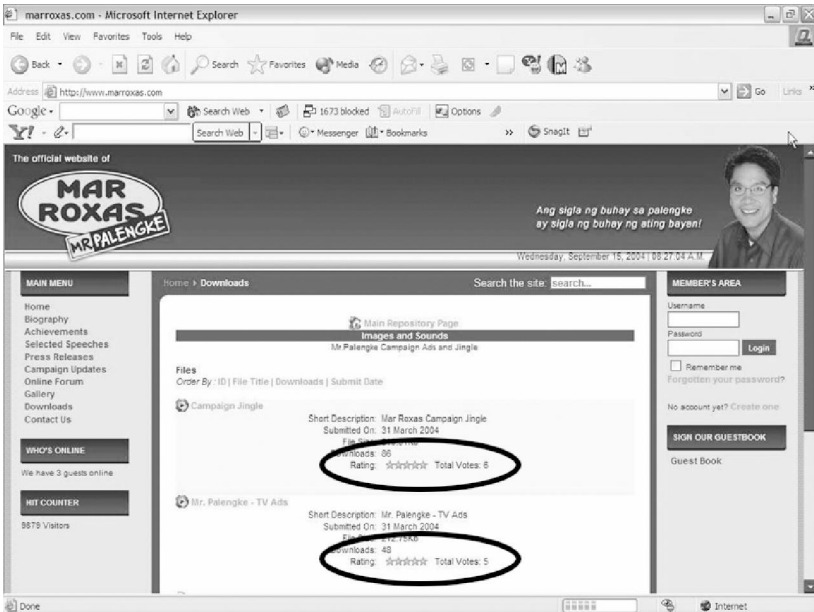 marroxas.com - Microsoft Internet Explorer
File Edit View Favorites Tools Help
Back Search Favorites Media
Address http://www.marroxas.com Go Links
Google Search Web 1673 blocked AutoFill Options
Y! Search Web Messenger Bookmarks SnagIt
The official website of
MAR
ROXAS
MR.PALENGKE
Ang sigla ng buhay sa palengke
ay sigla ng buhay ng ating bayan!
Wednesday, September 15, 2004 | 08:27:04 A.M.
MAIN MENU
Home
Biography
Achievements
Selected Speeches
Press Releases
Campaign Updates
Online Forum
Gallery
Downloads
Contact Us
WHO'S ONLINE
We have 3 guests online
HIT COUNTER
9879 Visitors
Home Downloads Search the site: search...
Main Repository Page
Images and Sounds
Mr.Palengke Campaign Ads and Jingle
Files
Order By : ID | File Title | Downloads | Submit Date
Campaign Jingle
Short Description: Mar Roxas Campaign Jingle
Submitted On: 31 March 2004
File Size:
Downloads: 86
Rating: Total Votes: 6
Mr. Palengke - TV Ads
Short Description: Mr. Palengke - TV Ads
Submitted On: 31 March 2004
File Size: 212.75Kb
Downloads: 48
Rating: Total Votes: 5
MEMBER'S AREA
Username
Password
Login
Remember me
Forgotten your password?
No account yet? Create one
SIGN OUR GUESTBOOK
Guest Book
Done Internet